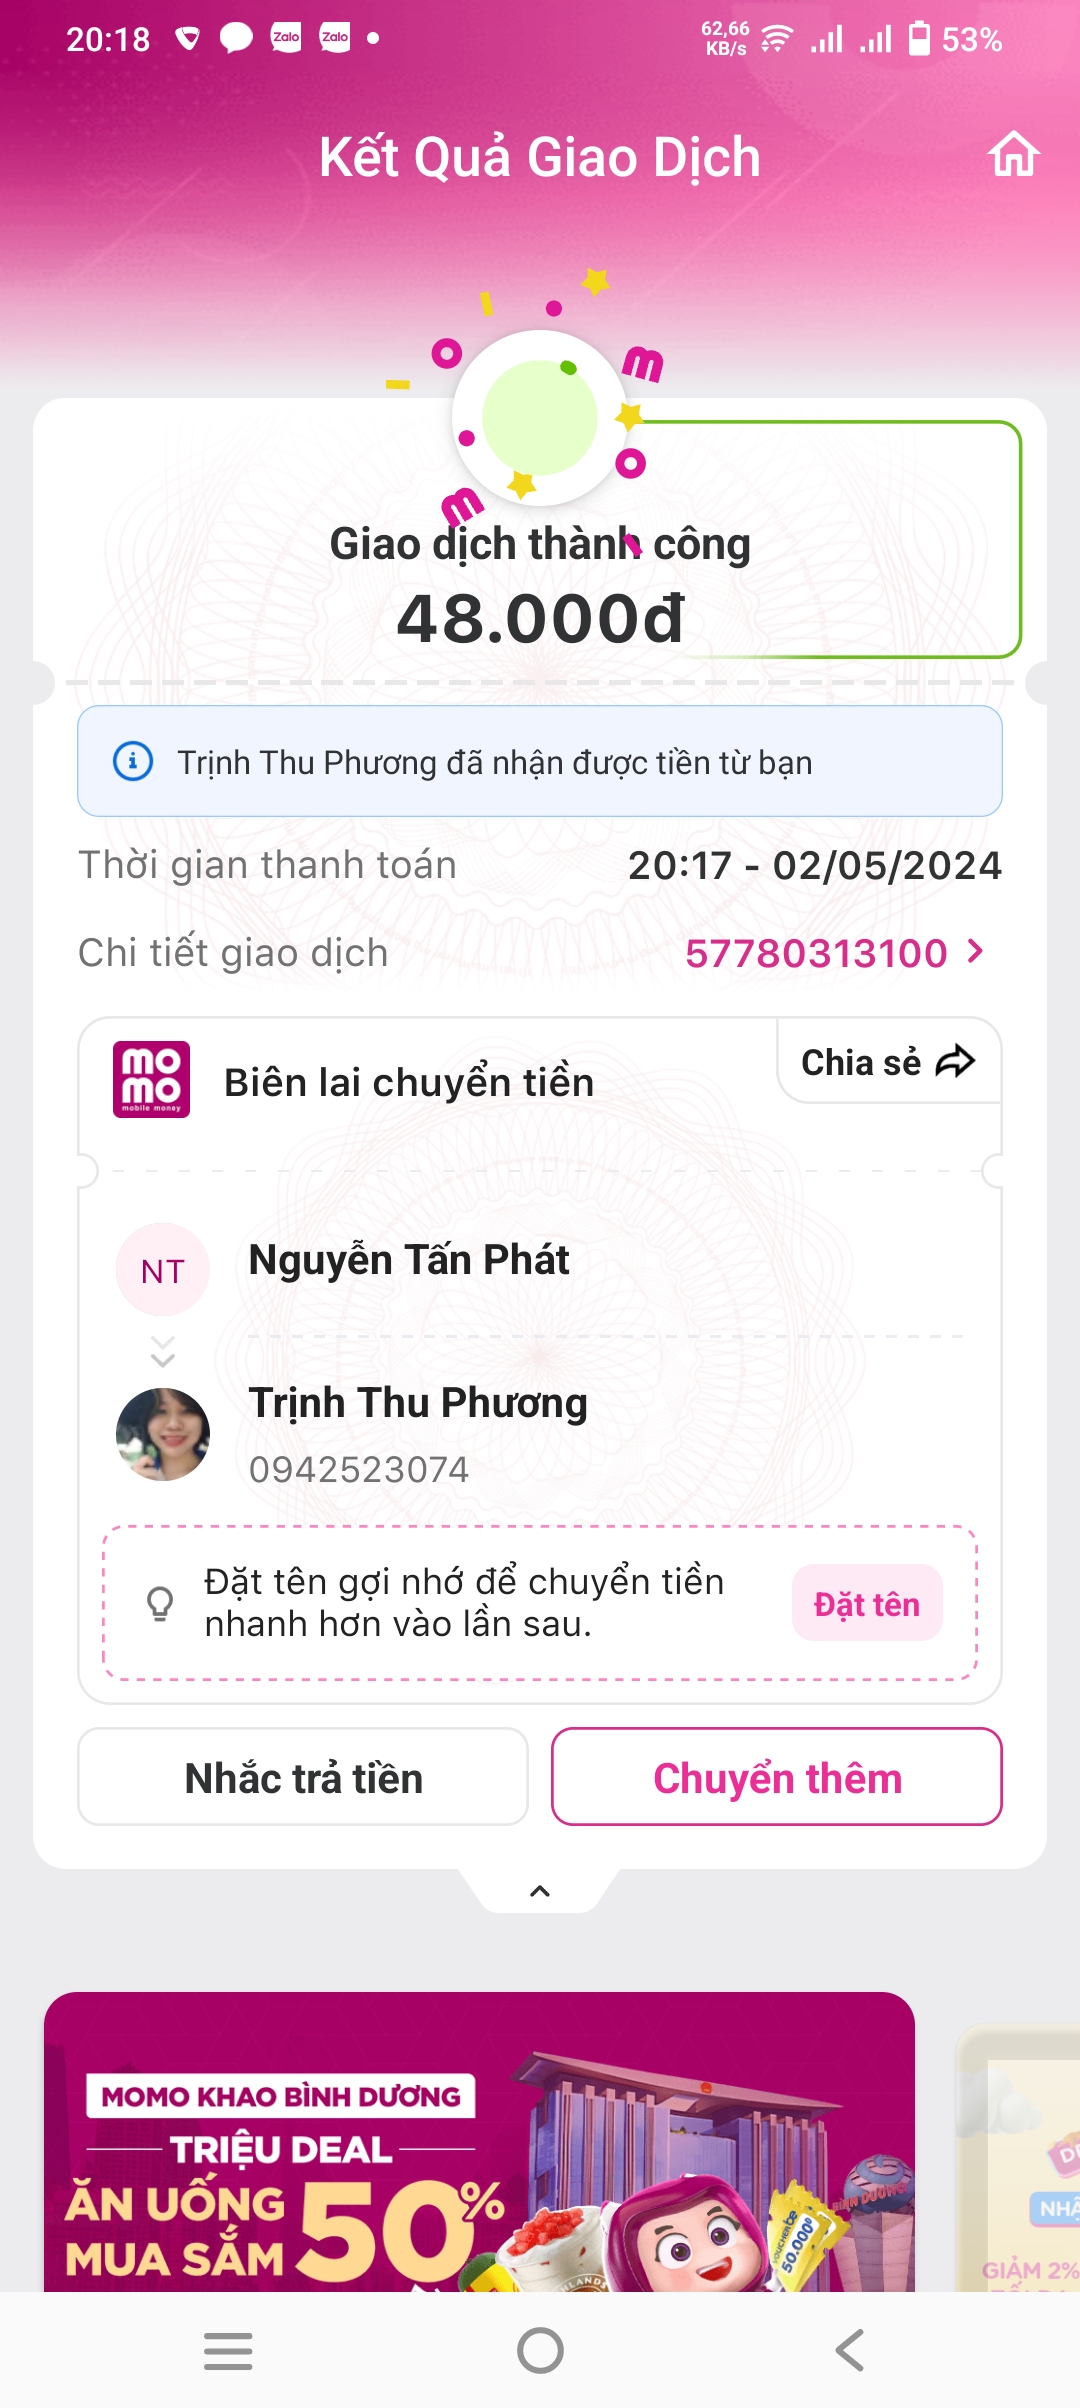 20:18
Zalo
Zalo
62,66
KB/s
53%
Kết Quả Giao Dịch
Giao dịch thành công
48.000đ
Trịnh Thu Phương đã nhận được tiền từ bạn
Thời gian thanh toán
20:17 - 02/05/2024
Chi tiết giao dịch
57780313100
mo
mo
mobile money
Biên lai chuyển tiền
Chia sẻ
NT
Nguyễn Tấn Phát
Trịnh Thu Phương
0942523074
Đặt tên gợi nhớ để chuyển tiền
nhanh hơn vào lần sau.
Đặt tên
Nhắc trả tiền
Chuyển thêm
MOMO KHAO BÌNH DƯƠNG
TRIỆU DEAL
ĂN UỐNG
MUA SẮM
50%
VOUCHER
50.000đ
BÌNH DƯƠNG
GIẢM 2%